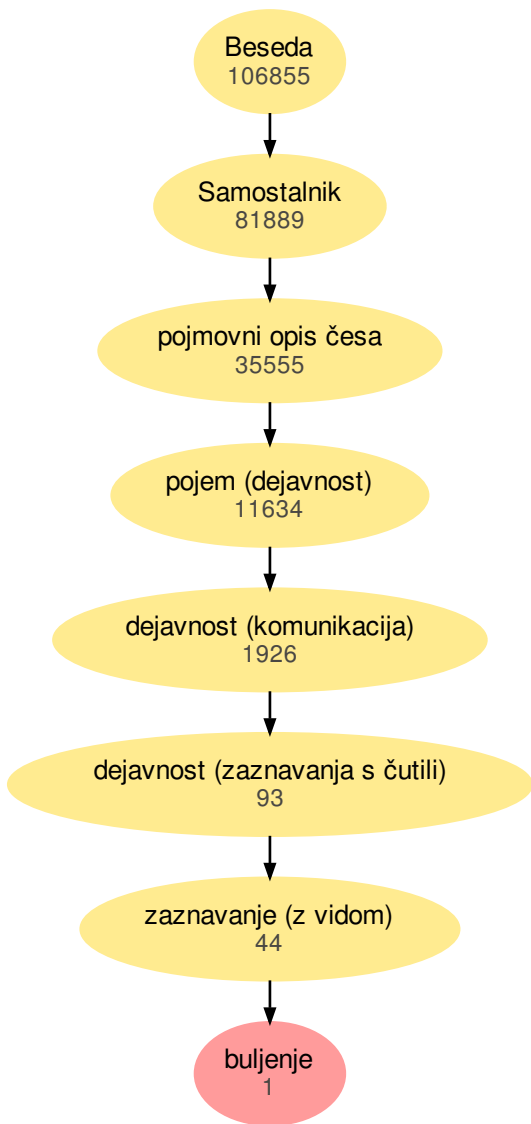 Beseda
106855
Samostalnik
81889
pojmovni opis česa
35555
pojem (dejavnost)
11634
dejavnost (komunikacija)
1926
dejavnost (zaznavanja s čutili)
93
zaznavanje (z vidom)
44
buljenje
1